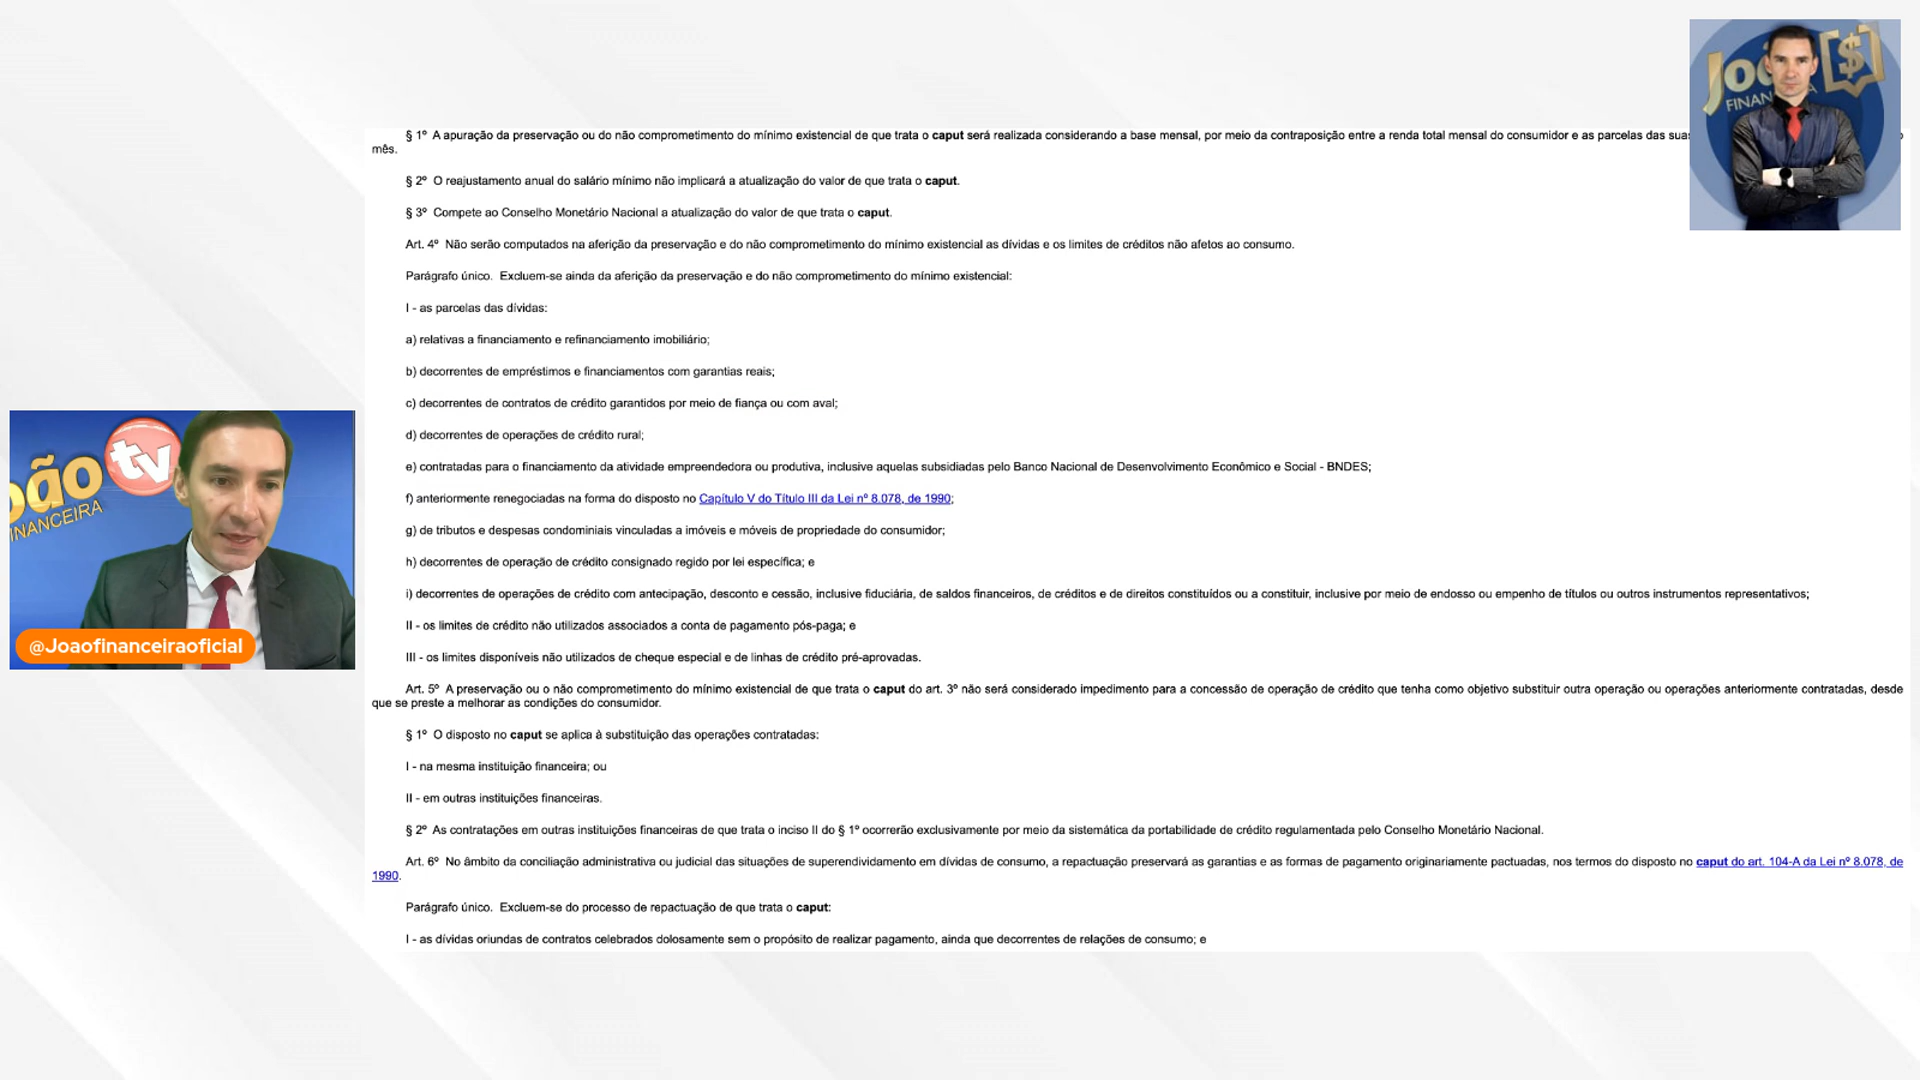 § 1º A apuração da preservação ou do não comprometimento do mínimo existencial de que trata o caput será realizada considerando a base mensal, por meio da contraposição entre a renda total mensal do consumidor e as parcelas das
mês.
§ 2º O reajustamento anual do salário mínimo não implicará a atualização do valor de que trata o caput.
§ 3º Compete ao Conselho Monetário Nacional a atualização do valor de que trata o caput.
Art. 4º Não serão computados na aferição da preservação e do não comprometimento do mínimo existencial as dívidas e os limites de créditos não afetos ao consumo.
Parágrafo único. Excluem-se ainda da aferição da preservação e do não comprometimento do mínimo existencial:
I - as parcelas das dívidas:
a) relativas a financiamento e refinanciamento imobiliário;
b) decorrentes de empréstimos e financiamentos com garantias reais;
c) decorrentes de contratos de crédito garantidos por meio de fiança ou com aval;
d) decorrentes de operações de crédito rural;
e) contratadas para o financiamento da atividade empreendedora ou produtiva, inclusive aquelas subsidiadas pelo Banco Nacional de Desenvolvimento Econômico e Social - BNDES;
f) anteriormente renegociadas na forma do disposto no Capítulo V do Título III da Lei nº 8.078, de 1990;
g) de tributos e despesas condominiais vinculadas a imóveis e móveis de propriedade do consumidor;
h) decorrentes de operação de crédito consignado regido por lei específica; e
i) decorrentes de operações de crédito com antecipação, desconto e cessão, inclusive fiduciária, de saldos financeiros, de créditos e de direitos constituídos ou a constituir, inclusive por meio de endosso ou empenho de títulos ou outros instrumentos representativos;
II - os limites de crédito não utilizados associados a conta de pagamento pós-paga; e
III - os limites disponíveis não utilizados de cheque especial e de linhas de crédito pré-aprovadas.
Art. 5º A preservação ou o não comprometimento do mínimo existencial de que trata o caput do art. 3º não será considerado impedimento para a concessão de operação de crédito que tenha como objetivo substituir outra operação ou operações anteriormente contratadas, desde
que se preste a melhorar as condições do consumidor.
§ 1º O disposto no caput se aplica à substituição das operações contratadas:
I - na mesma instituição financeira; ou
II - em outras instituições financeiras.
§ 2º As contratações em outras instituições financeiras de que trata o inciso II do § 1º ocorrerão exclusivamente por meio da sistemática da portabilidade de crédito regulamentada pelo Conselho Monetário Nacional.
Art. 6º No âmbito da conciliação administrativa ou judicial das situações de superendividamento em dívidas de consumo, a repactuação preservará as garantias e as formas de pagamento originariamente pactuadas, nos termos do disposto no caput do art. 104-A da Lei nº 8.078, de
1990.
Parágrafo único. Excluem-se do processo de repactuação de que trata o caput:
I - as dívidas oriundas de contratos celebrados dolosamente sem o propósito de realizar pagamento, ainda que decorrentes de relações de consumo; e
tv
@Joaofinanceiraoficial